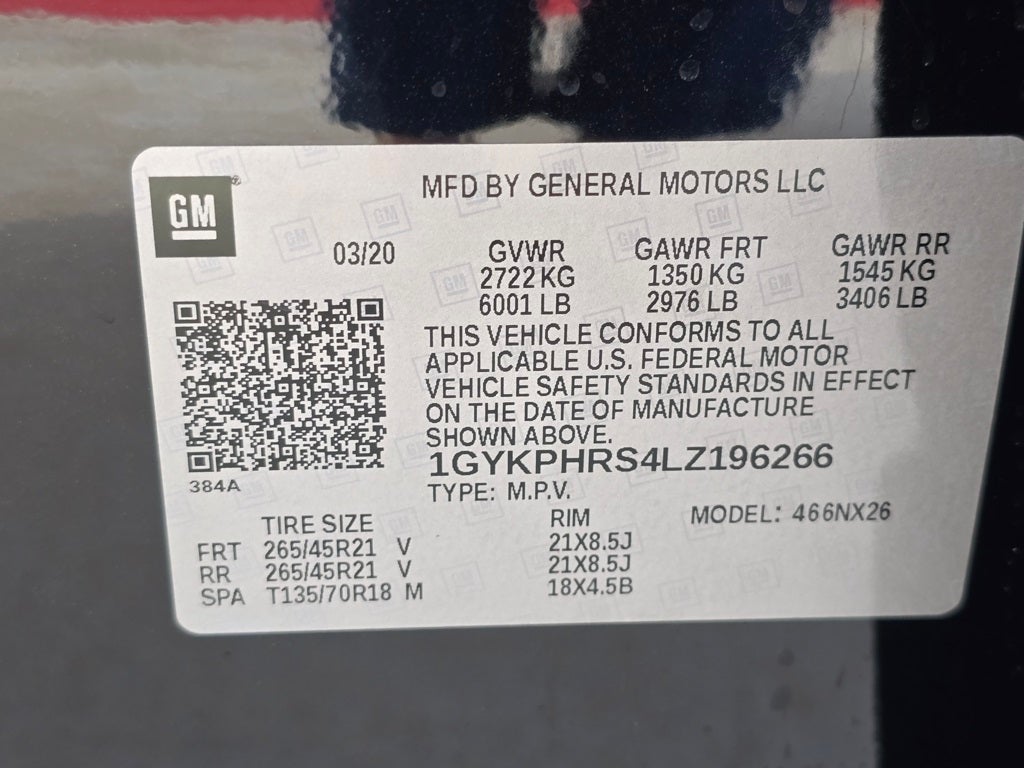 GM
MFD BY GENERAL MOTORS LLC
03/20 GVWR GAWR FRT GAWR RR
2722 KG 1350 KG 1545 KG
6001 LB 2976 LB 3406 LB
THIS VEHICLE CONFORMS TO ALL
APPLICABLE U.S. FEDERAL MOTOR
VEHICLE SAFETY STANDARDS IN EFFECT
ON THE DATE OF MANUFACTURE
SHOWN ABOVE.
1GYKPHRS4LZ196266
384A
TYPE: M.P.V.
TIRE SIZE RIM MODEL: 466NX26
FRT 265/45R21 V 21X8.5J
RR 265/45R21 V 21X8.5J
SPA T135/70R18 M 18X4.5B